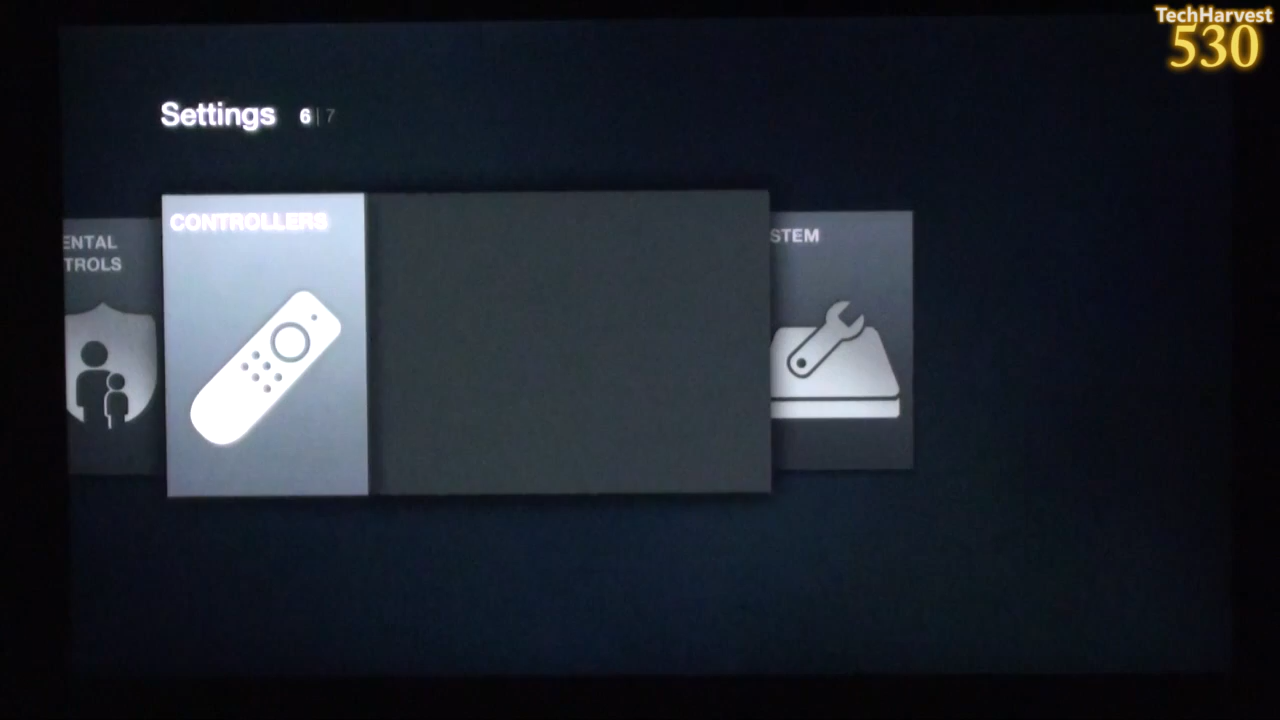 TechHarvest
530
Settings 6|7
ENTAL
TROLS
CONTROLLERS
STEM